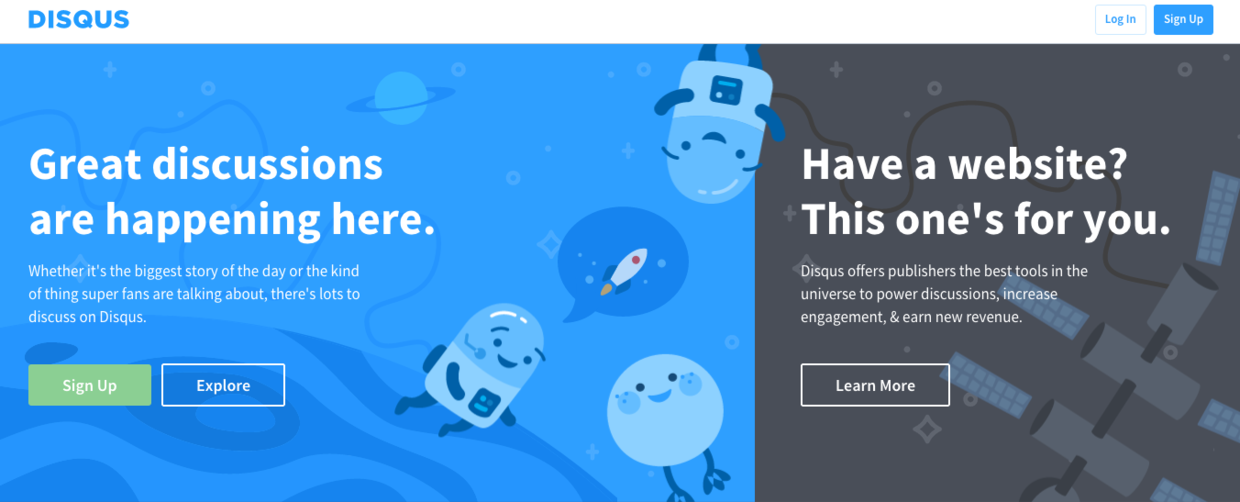 DISQUS
Log In
Sign Up
Great discussions
are happening here.
Whether it's the biggest story of the day or the kind
of thing super fans are talking about, there's lots to
discuss on Disqus.
Sign Up
Explore
Have a website?
This one's for you.
Disqus offers publishers the best tools in the
universe to power discussions, increase
engagement, & earn new revenue.
Learn More